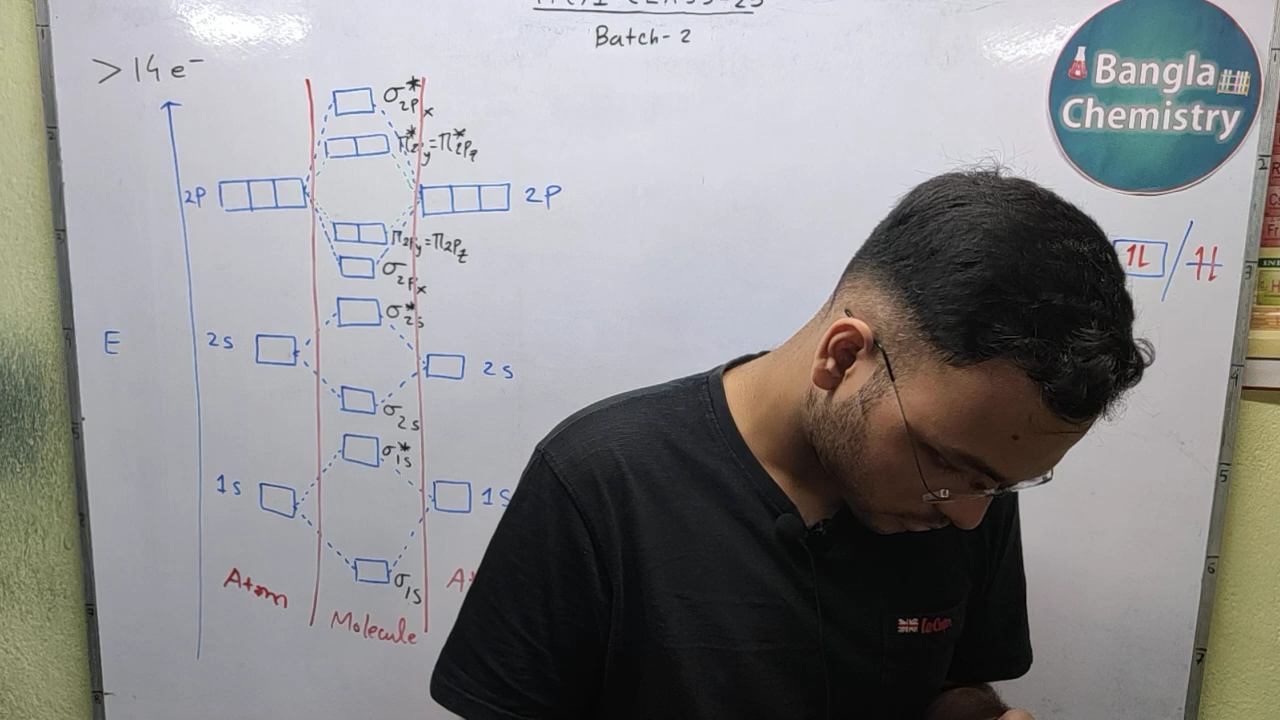 Batch-2
> 14 e⁻
Bangla
Chemistry
σ*2Px
π*2Py=π*2Pz
2P
2P
π2Py=π2Pz
σ2Px
1L / 1L
σ*2s
E
2s
2s
σ2s
σ*1s
1s
1s
σ1s
Atom
Molecule